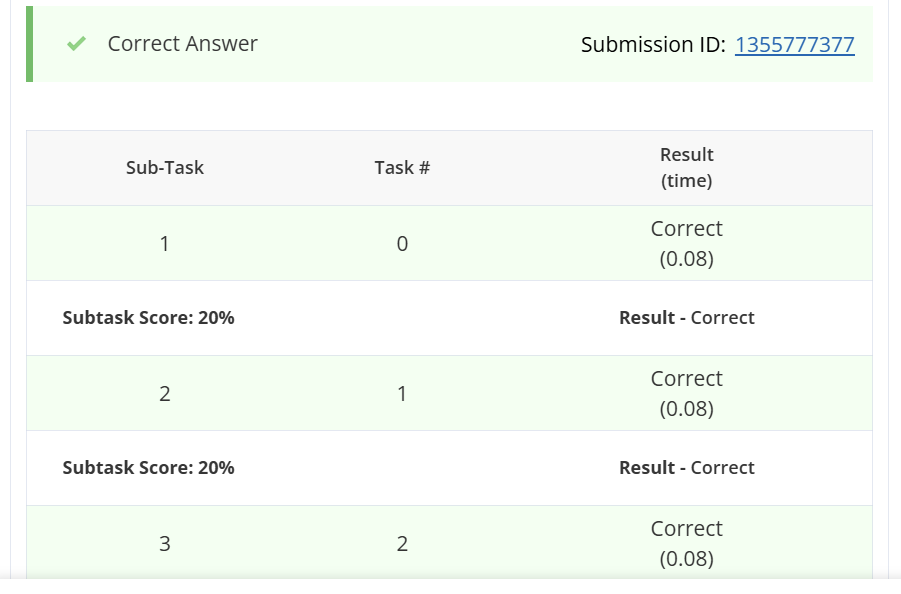 Correct Answer Submission ID: 1355777377
Sub-Task Task # Result (time)
1 0 Correct (0.08)
Subtask Score: 20% Result - Correct
2 1 Correct (0.08)
Subtask Score: 20% Result - Correct
3 2 Correct (0.08)